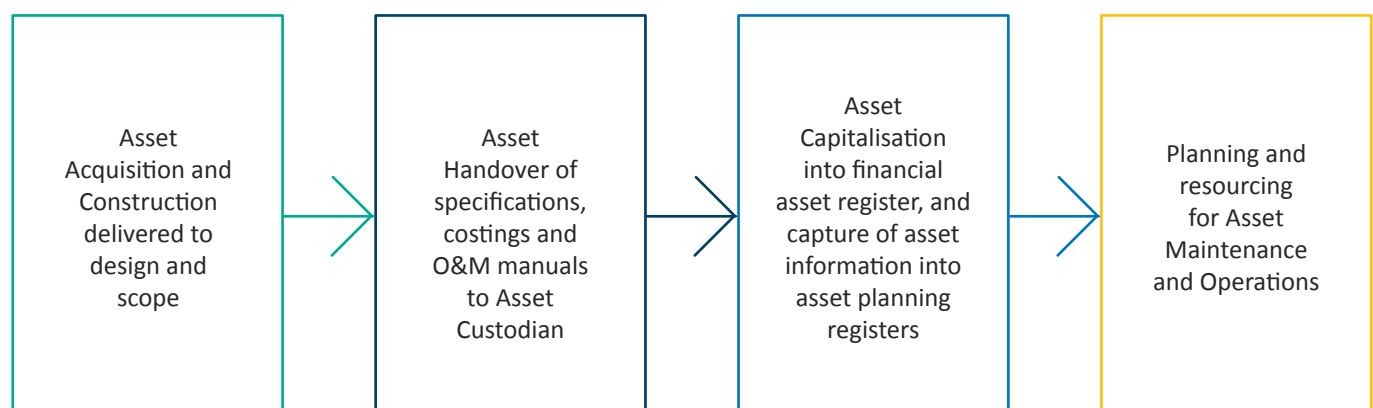 Asset
Acquisition and
Construction
delivered to
design and
scope
Asset
Handover of
specifications,
costings and
O&M manuals
to Asset
Custodian
Asset
Capitalisation
into financial
asset register, and
capture of asset
information into
asset planning
registers
Planning and
resourcing
for Asset
Maintenance
and Operations